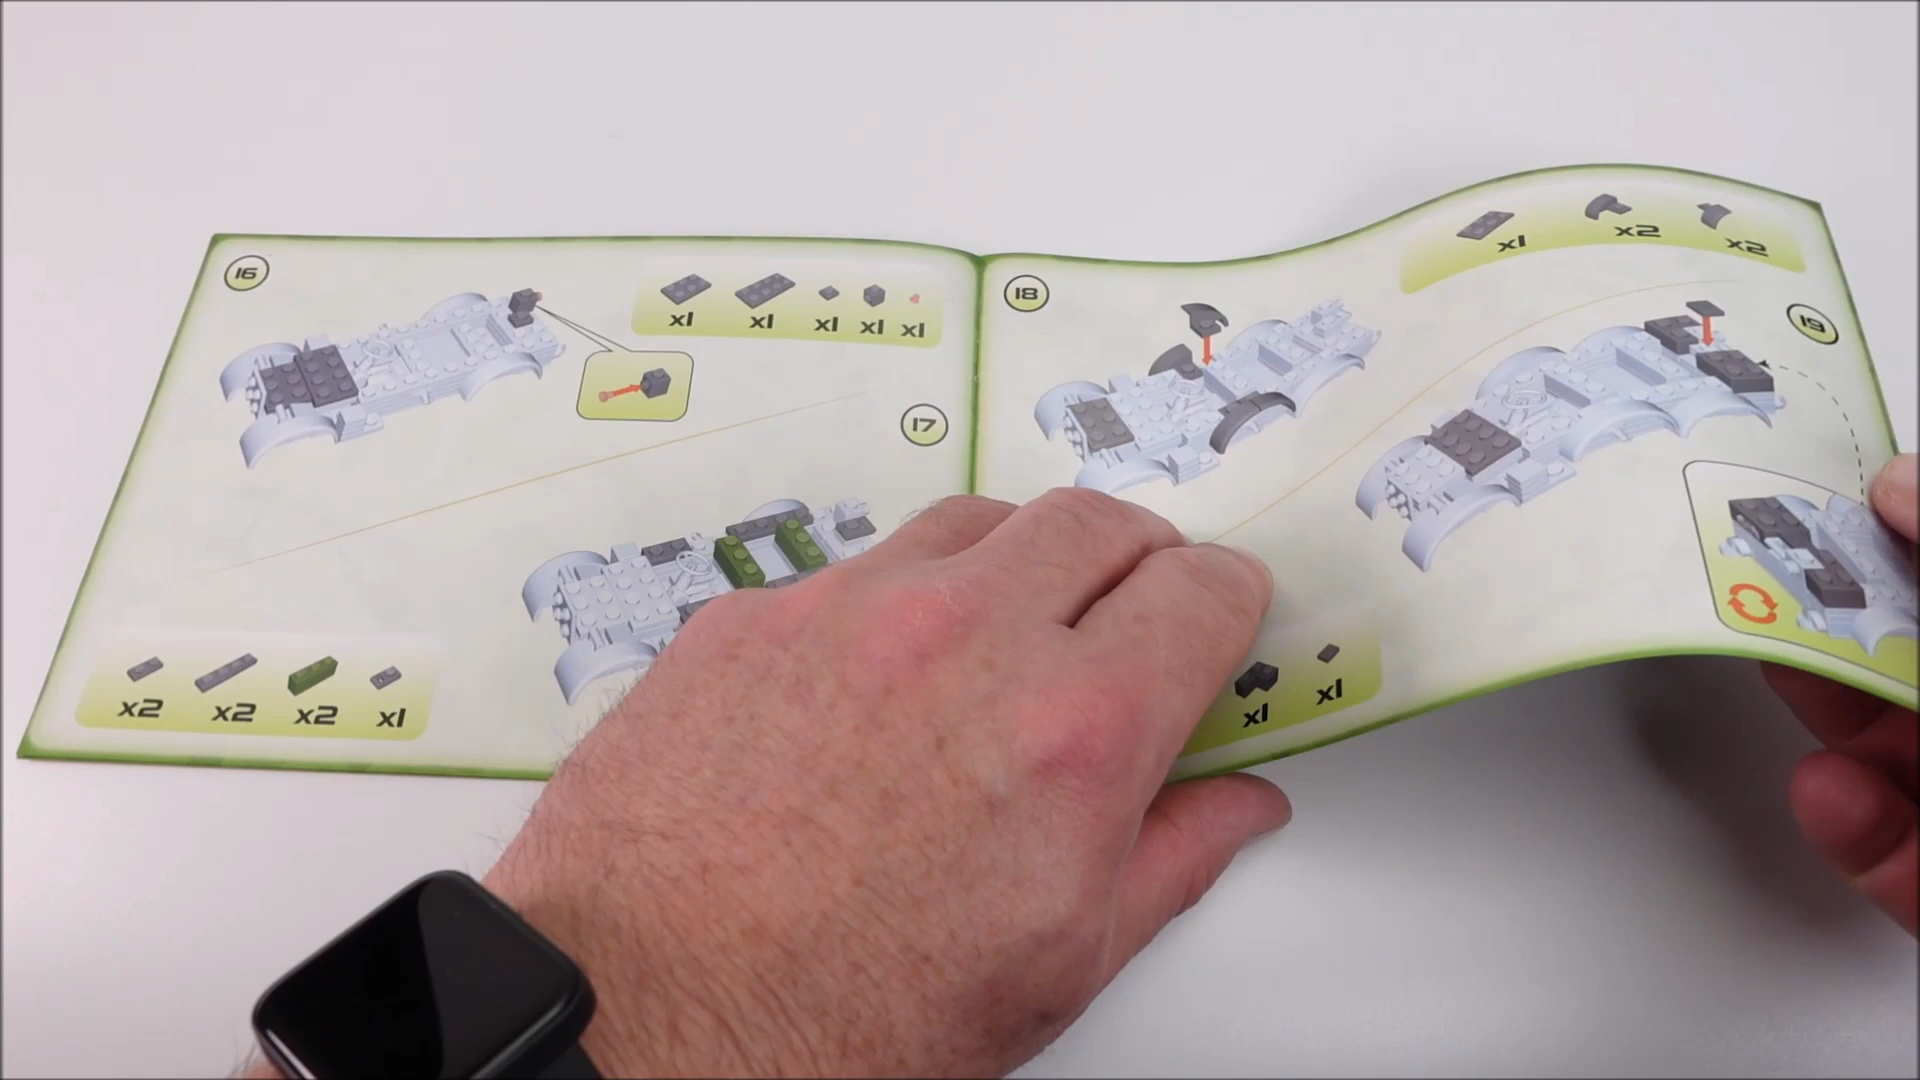 16
x1 x1 x1 x1 x1
17
x2 x2 x2 x1
18
x1 x2 x2
19
x1 x1